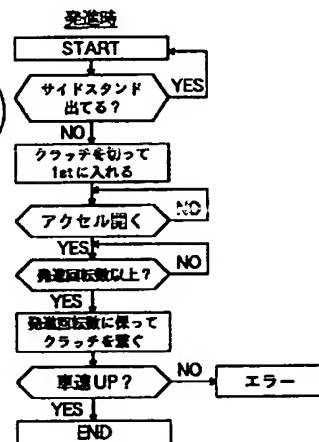 発進時
START
サイドスタンド
出てる？
YES
NO
クラッチを切って
1stに入れる
NO
アクセル開く
YES
発進回転数以上？
NO
YES
発進回転数に保って
クラッチを繋ぐ
車速UP？
NO
エラー
YES
END